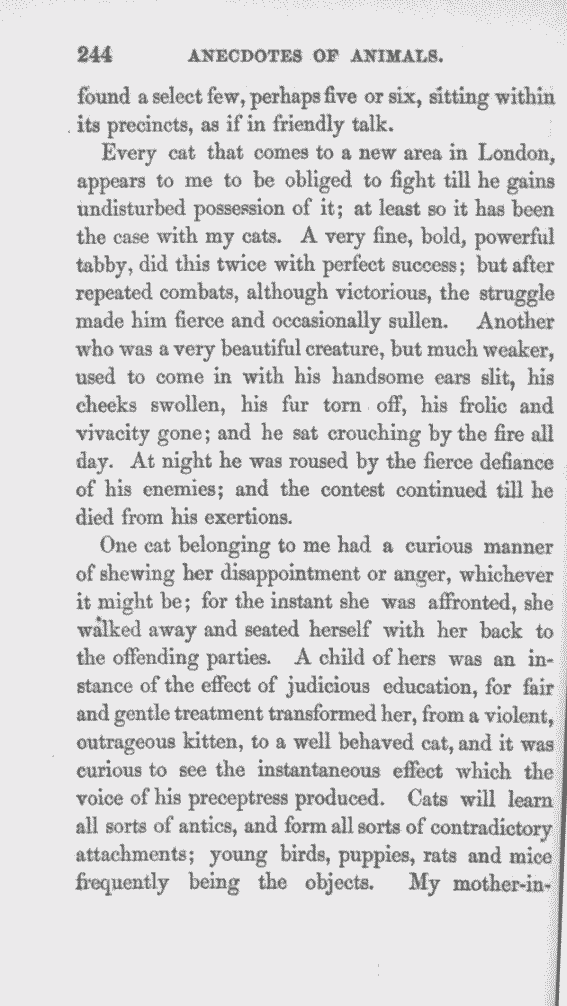 244 ANECDOTES OF ANIMALS.
found a select few, perhaps five or six, sitting within
its precincts, as if in friendly talk.
Every cat that comes to a new area in London,
appears to me to be obliged to fight till he gains
undisturbed possession of it; at least so it has been
the case with my cats. A very fine, bold, powerful
tabby, did this twice with perfect success; but after
repeated combats, although victorious, the struggle
made him fierce and occasionally sullen. Another
who was a very beautiful creature, but much weaker,
used to come in with his handsome ears slit, his
cheeks swollen, his fur torn off, his frolic and
vivacity gone; and he sat crouching by the fire all
day. At night he was roused by the fierce defiance
of his enemies; and the contest continued till he
died from his exertions.
One cat belonging to me had a curious manner
of shewing her disappointment or anger, whichever
it might be; for the instant she was affronted, she
walked away and seated herself with her back to
the offending parties. A child of hers was an in-
stance of the effect of judicious education, for fair
and gentle treatment transformed her, from a violent,
outrageous kitten, to a well behaved cat, and it was
curious to see the instantaneous effect which the
voice of his preceptress produced. Cats will learn
all sorts of antics, and form all sorts of contradictory
attachments; young birds, puppies, rats and mice
frequently being the objects. My mother-in-